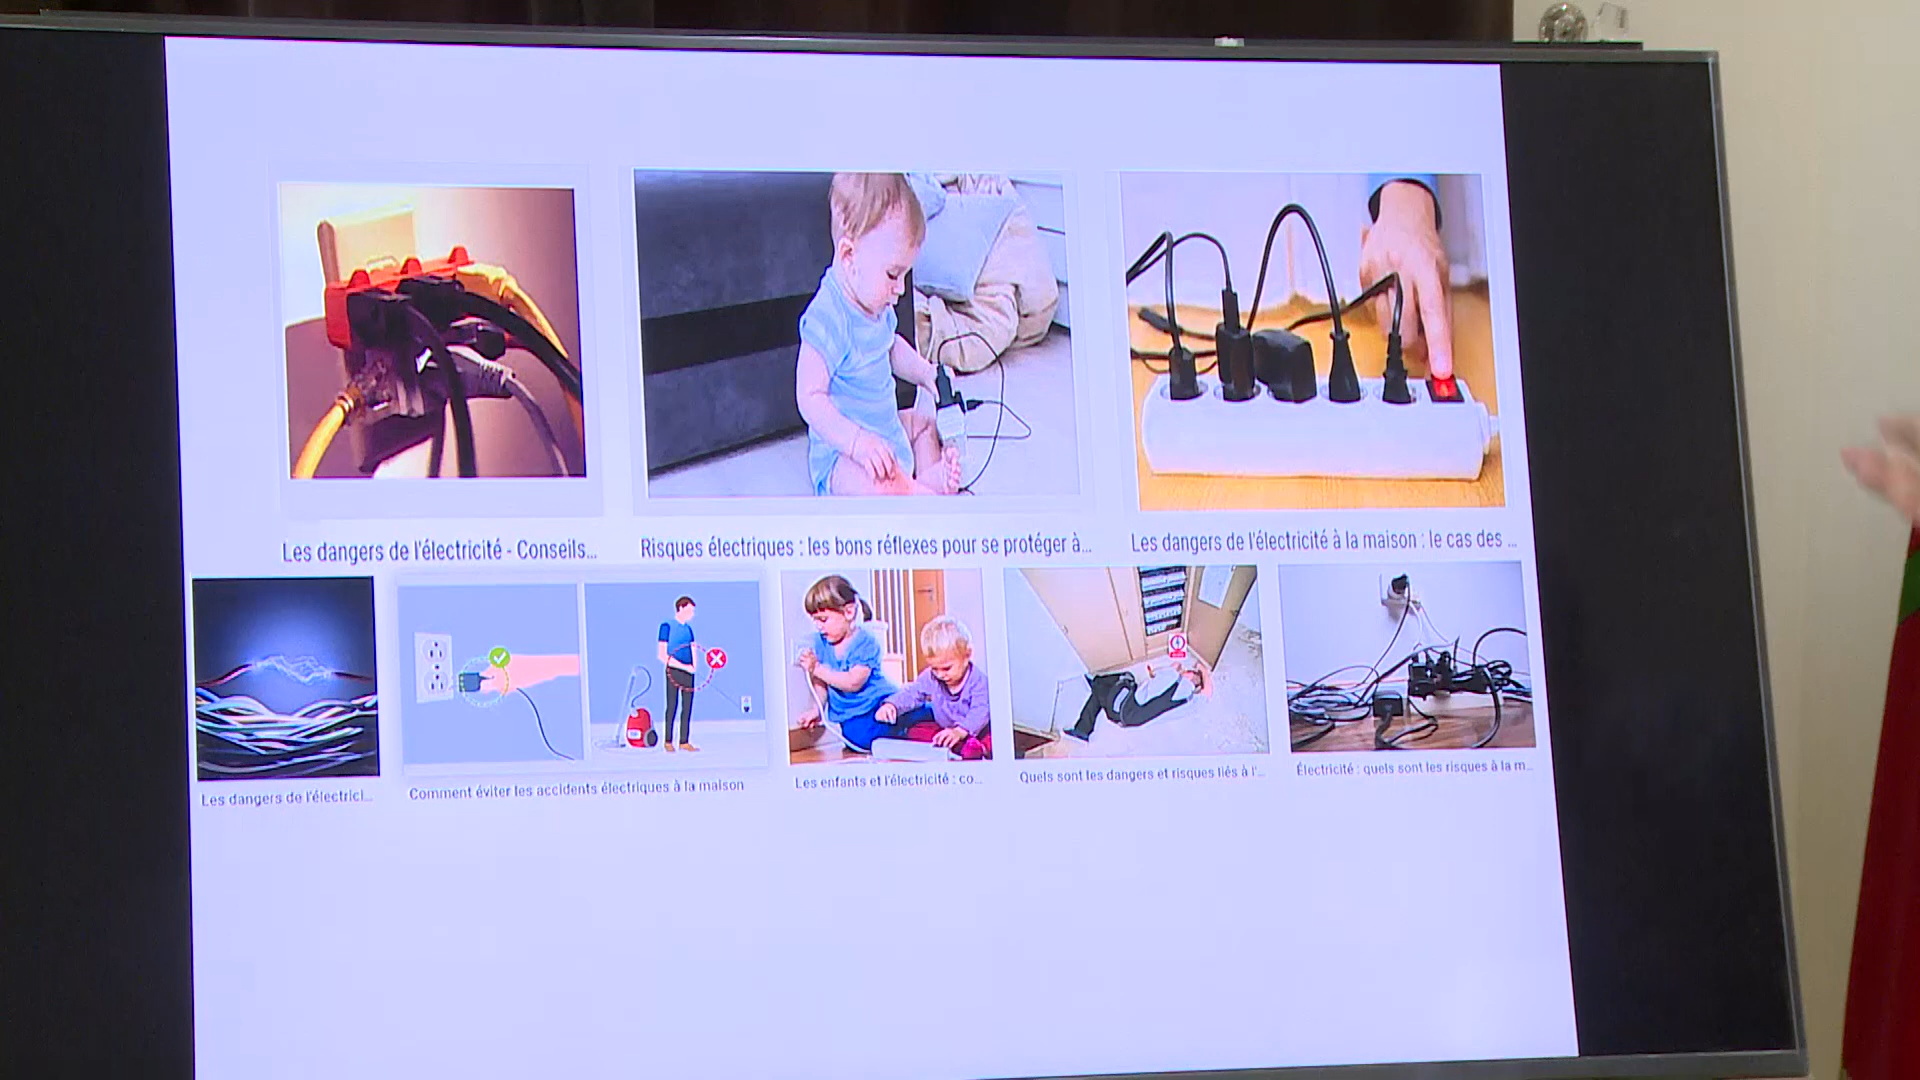 Les dangers de l'électricité - Conseils...
Risques électriques : les bons réflexes pour se protéger à...
Les dangers de l'électricité à la maison : le cas des ...
Les dangers de l'électrici...
Comment éviter les accidents électriques à la maison
Les enfants et l'électricité : co...
Quels sont les dangers et risques liés à l'...
Électricité : quels sont les risques à la m...